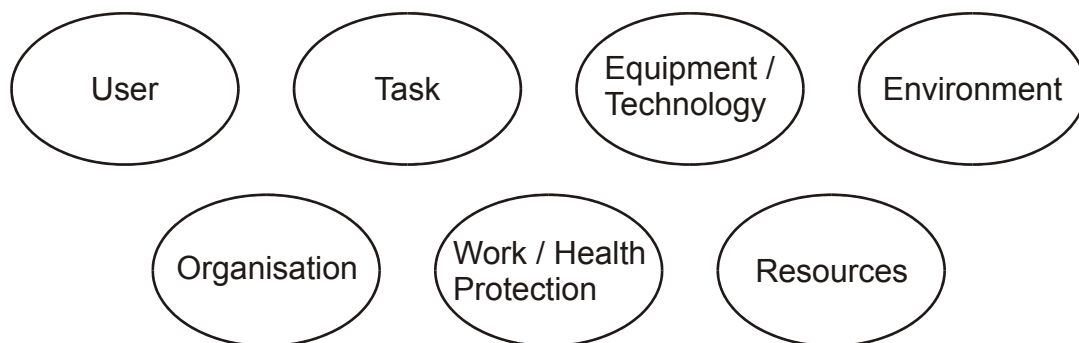 User
Task
Equipment /
Technology
Environment
Organisation
Work / Health
Protection
Resources